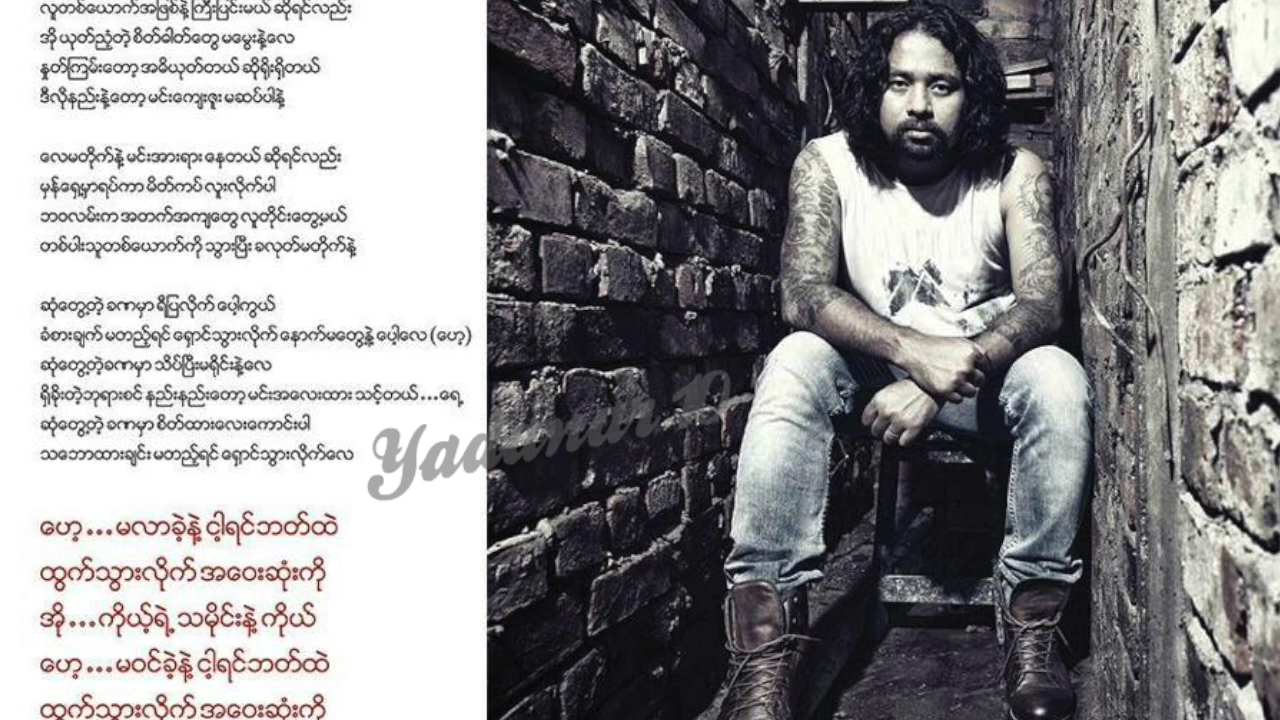 လူတစ်ယောက်အဖြစ်နဲ့ ကြီးပြင်းမယ် ဆိုရင်လည်း
အို ယုတ်ညံ့တဲ့ စိတ်ဓါတ်တွေ မမွေးနဲ့လေ
နှုတ်ကြမ်းတော့ အဓိယုတ်တယ် ဆိုရိုးရှိတယ်
ဒီလိုနည်းနဲ့တော့ မင်းကျေးဇူး မဆပ်ပါနဲ့
လေမတိုက်နဲ့ မင်းအားရား နေတယ် ဆိုရင်လည်း
မှန်ရှေ့မှာရပ်ကာ မိတ်ကပ် လူးလိုက်ပါ
ဘဝလမ်းက အတက်အကျတွေ လူတိုင်းတွေ့မယ်
တစ်ပါးသူတစ်ယောက်ကို သွားပြီး ခလုတ်မတိုက်နဲ့
ဆုံတွေ့တဲ့ ခဏမှာ ရီပြလိုက် ပေါ့ကွယ်
ခံစားချက် မတည့်ရင် ရှောင်သွားလိုက် နောက်မတွေ့နဲ့ ပေါ့လေ (ဟေ့)
ဆုံတွေ့တဲ့ခဏမှာ သိပ်ပြီးမရိုင်းနဲ့လေ
ရှိခိုးတဲ့ဘုရားစင် နည်းနည်းတော့ မင်းအလေးထား သင့်တယ်...ရေ့
ဆုံတွေ့တဲ့ ခဏမှာ စိတ်ထားလေးကောင်းပါ
သဘောထားချင်း မတည့်ရင် ရှောင်သွားလိုက်လေ
ဟေ့...မလာခဲ့နဲ့ ငါ့ရင်ဘတ်ထဲ
ထွက်သွားလိုက် အဝေးဆုံးကို
အို...ကိုယ့်ရဲ့ သမိုင်းနဲ့ ကိုယ်
ဟေ့...မဝင်ခဲ့နဲ့ ငါ့ရင်ဘတ်ထဲ
ထွက်သွားလိုက် အဝေးဆုံးကို